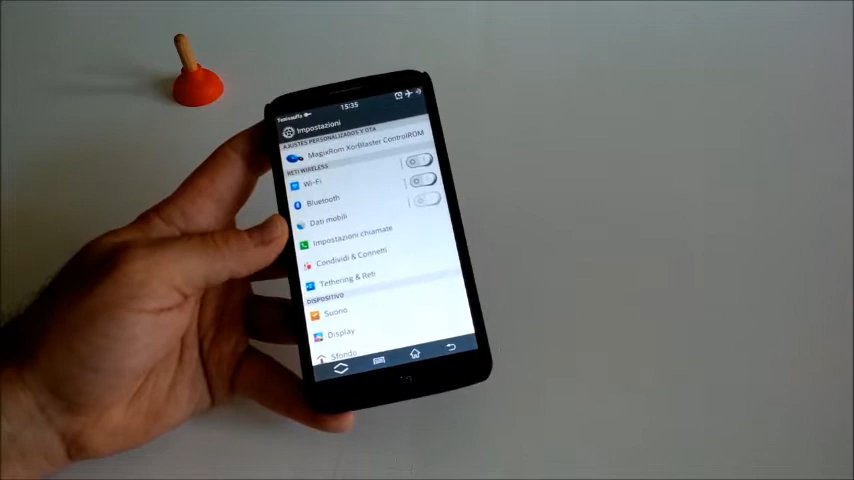 15:35
Impostazioni
AJUSTES PERSONALIZADOS Y OTA
MagixRom XorBlaster ControlROM
RETI WIRELESS
Wi-Fi
Bluetooth
Dati mobili
Impostazioni chiamate
Condividi & Connetti
Tethering & Reti
DISPOSITIVO
Suono
Display
Sfondo